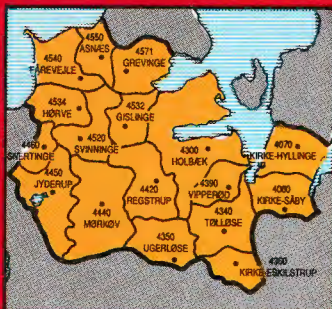 4550
ASNÆS
4571
GREVINGE
4540
FÅREVEJLE
4534
HØRVE
4532
GISLINGE
4520
SVINNINGE
4460
SNERTINGE
4450
JYDERUP
4300
HOLBÆK
4070
KIRKE-HYLLINGE
4060
KIRKE-SÅBY
4420
REGSTRUP
4390
VIPPERØD
4440
MØRKØV
4340
TØLLØSE
4350
UGERLØSE
4360
KIRKE-ESKILSTRUP